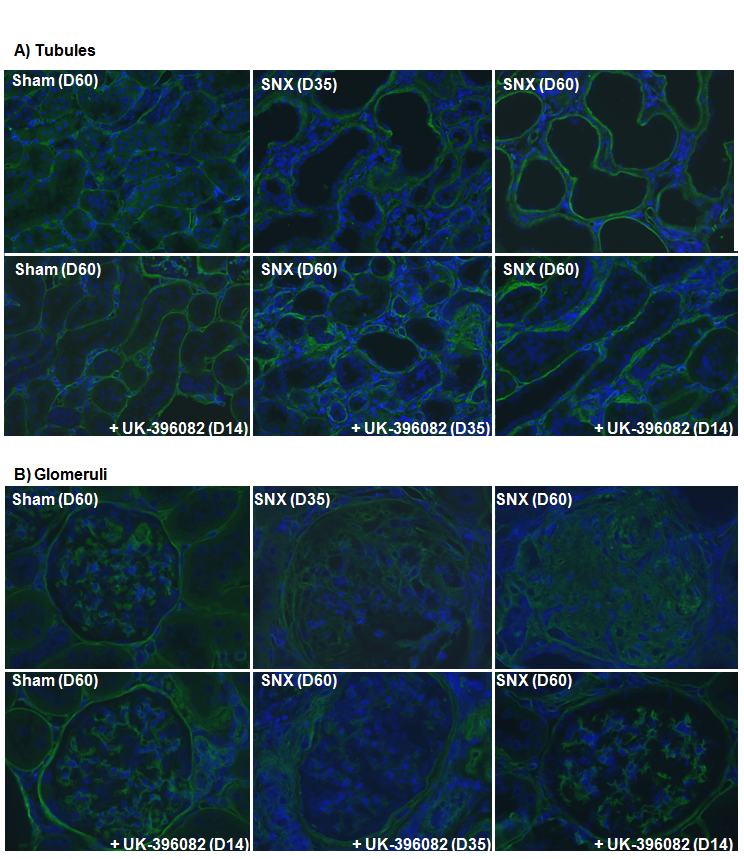 A) Tubules
Sham (D60)
SNX (D35)
SNX (D60)
Sham (D60)
+ UK-396082 (D14)
SNX (D60)
+ UK-396082 (D35)
SNX (D60)
+ UK-396082 (D14)
B) Glomeruli
Sham (D60)
SNX (D35)
SNX (D60)
Sham (D60)
+ UK-396082 (D14)
SNX (D60)
+ UK-396082 (D35)
SNX (D60)
+ UK-396082 (D14)